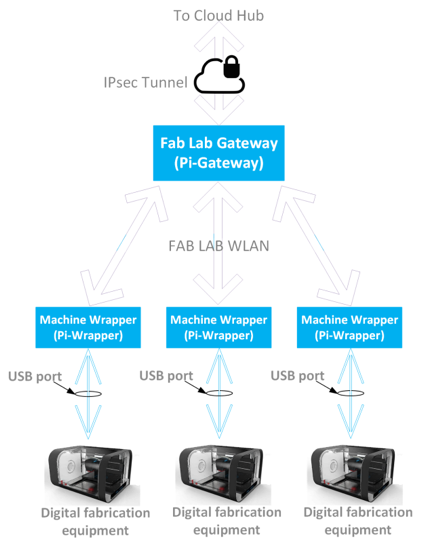 To Cloud Hub
IPsec Tunnel
Fab Lab Gateway
(Pi-Gateway)
FAB LAB WLAN
Machine Wrapper
(Pi-Wrapper)
Machine Wrapper
(Pi-Wrapper)
Machine Wrapper
(Pi-Wrapper)
USB port
USB port
USB port
Digital fabrication
equipment
Digital fabrication
equipment
Digital fabrication
equipment